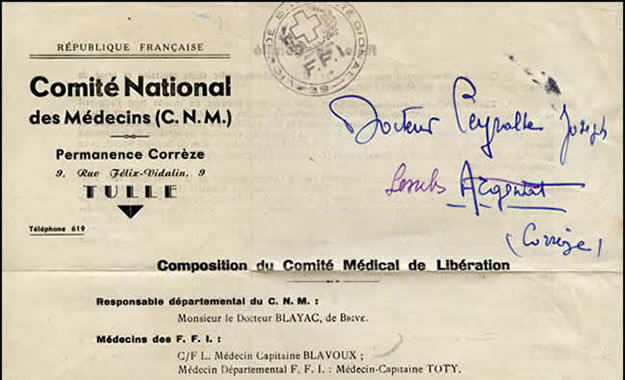 RÉPUBLIQUE FRANÇAISE
Comité National
des Médecins (C. N. M.)
Permanence Corrèze
9, Rue Félix-Vidalin, 9
TULLE
Téléphone 619
F. F. I.
Docteur Peyralbe Joseph
Argentat
(Corrèze)
Composition du Comité Médical de Libération
Responsable départemental du C. N. M. :
Monsieur le Docteur BLAYAC, de BRIVE.
Médecins des F. F. I. :
C/F L. Médecin Capitaine BLAVOUX ;
Médecin Départemental F. F. I. : Médecin-Capitaine TOTY.